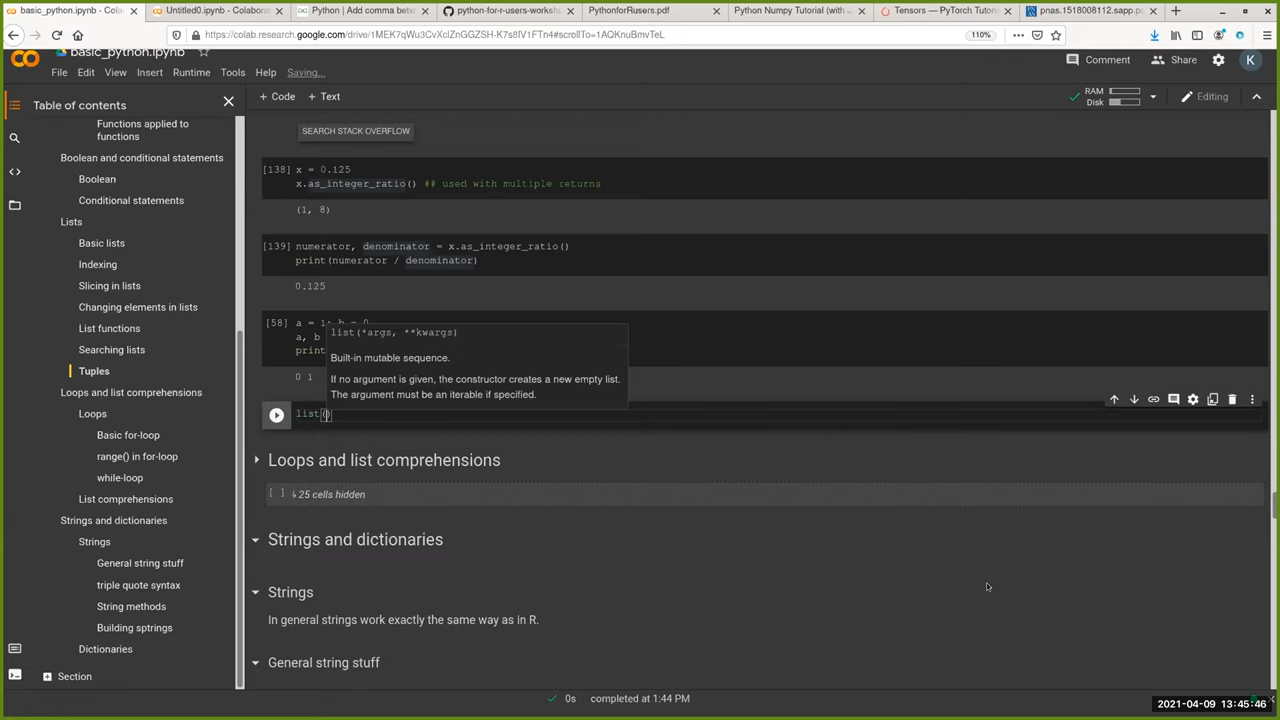 basic_python.ipynb - Cola
Untitled0.ipynb - Colaborat
Python | Add comma betw
python-for-r-users-worksho
PythonforRusers.pdf
Python Numpy Tutorial (with
Tensors — PyTorch Tutoria
pnas.1518008112.sapp.pd
https://colab.research.google.com/drive/1MEK7qWu3CvXclZnGGZSH-K7s8lV1FTn4#scrollTo=1AQKnuBmvTeL
110%
basic_python.ipynb
File Edit View Insert Runtime Tools Help Saving...
Comment Share K
+ Code + Text
RAM
Disk
Editing
Table of contents
Functions applied to
functions
Boolean and conditional statements
Boolean
Conditional statements
Lists
Basic lists
Indexing
Slicing in lists
Changing elements in lists
List functions
Searching lists
Tuples
Loops and list comprehensions
Loops
Basic for-loop
range() in for-loop
while-loop
List comprehensions
Strings and dictionaries
Strings
General string stuff
triple quote syntax
String methods
Building sptrings
Dictionaries
Section
SEARCH STACK OVERFLOW
[138] x = 0.125
x.as_integer_ratio() ## used with multiple returns
(1, 8)
[139] numerator, denominator = x.as_integer_ratio()
print(numerator / denominator)
0.125
[58] a = 1; b = 0
a, b
print
0 1
list(*args, **kwargs)
Built-in mutable sequence.
If no argument is given, the constructor creates a new empty list.
The argument must be an iterable if specified.
list()
Loops and list comprehensions
[ ] ↳ 25 cells hidden
Strings and dictionaries
Strings
In general strings work exactly the same way as in R.
General string stuff
0s completed at 1:44 PM
2021-04-09 13:45:46